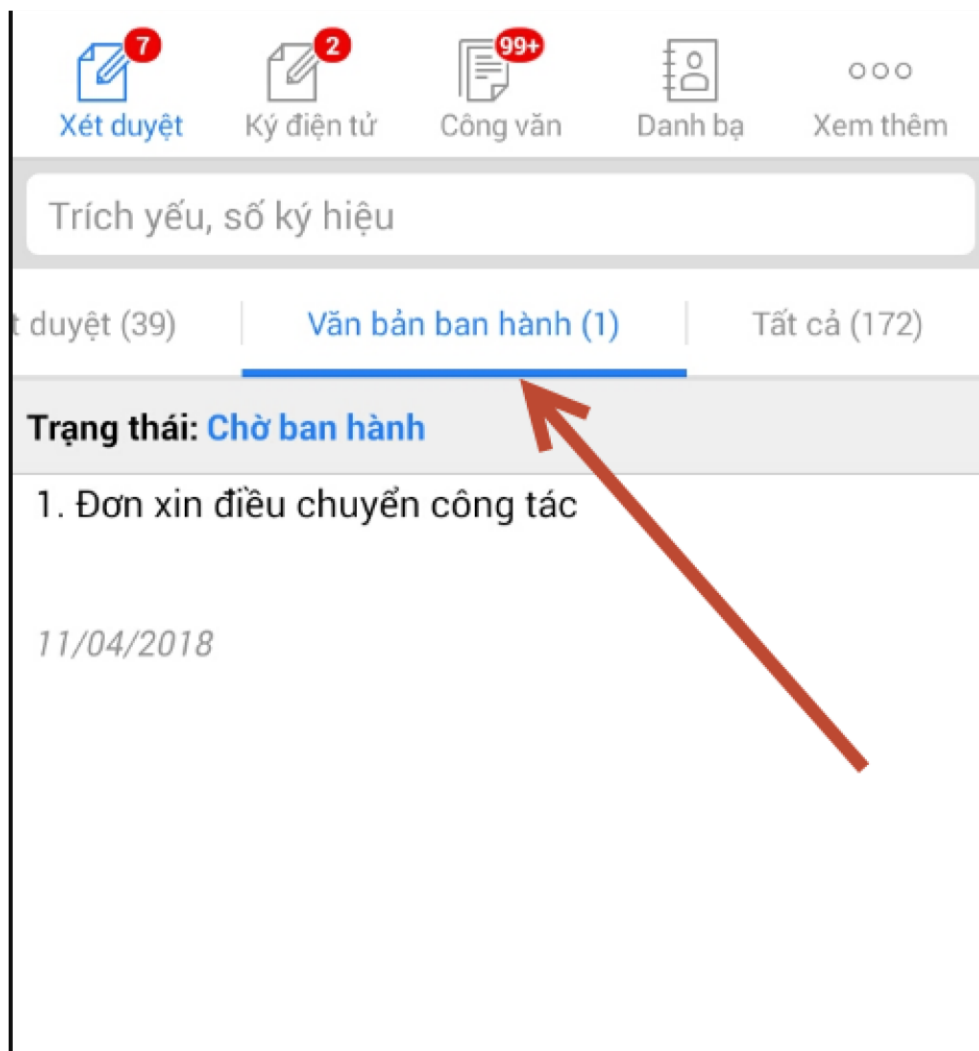 7 2 99+
Xét duyệt Ký điện tử Công văn Danh bạ Xem thêm
Trích yếu, số ký hiệu
t duyệt (39) Văn bản ban hành (1) Tất cả (172)
Trạng thái: Chờ ban hành
1. Đơn xin điều chuyển công tác
11/04/2018